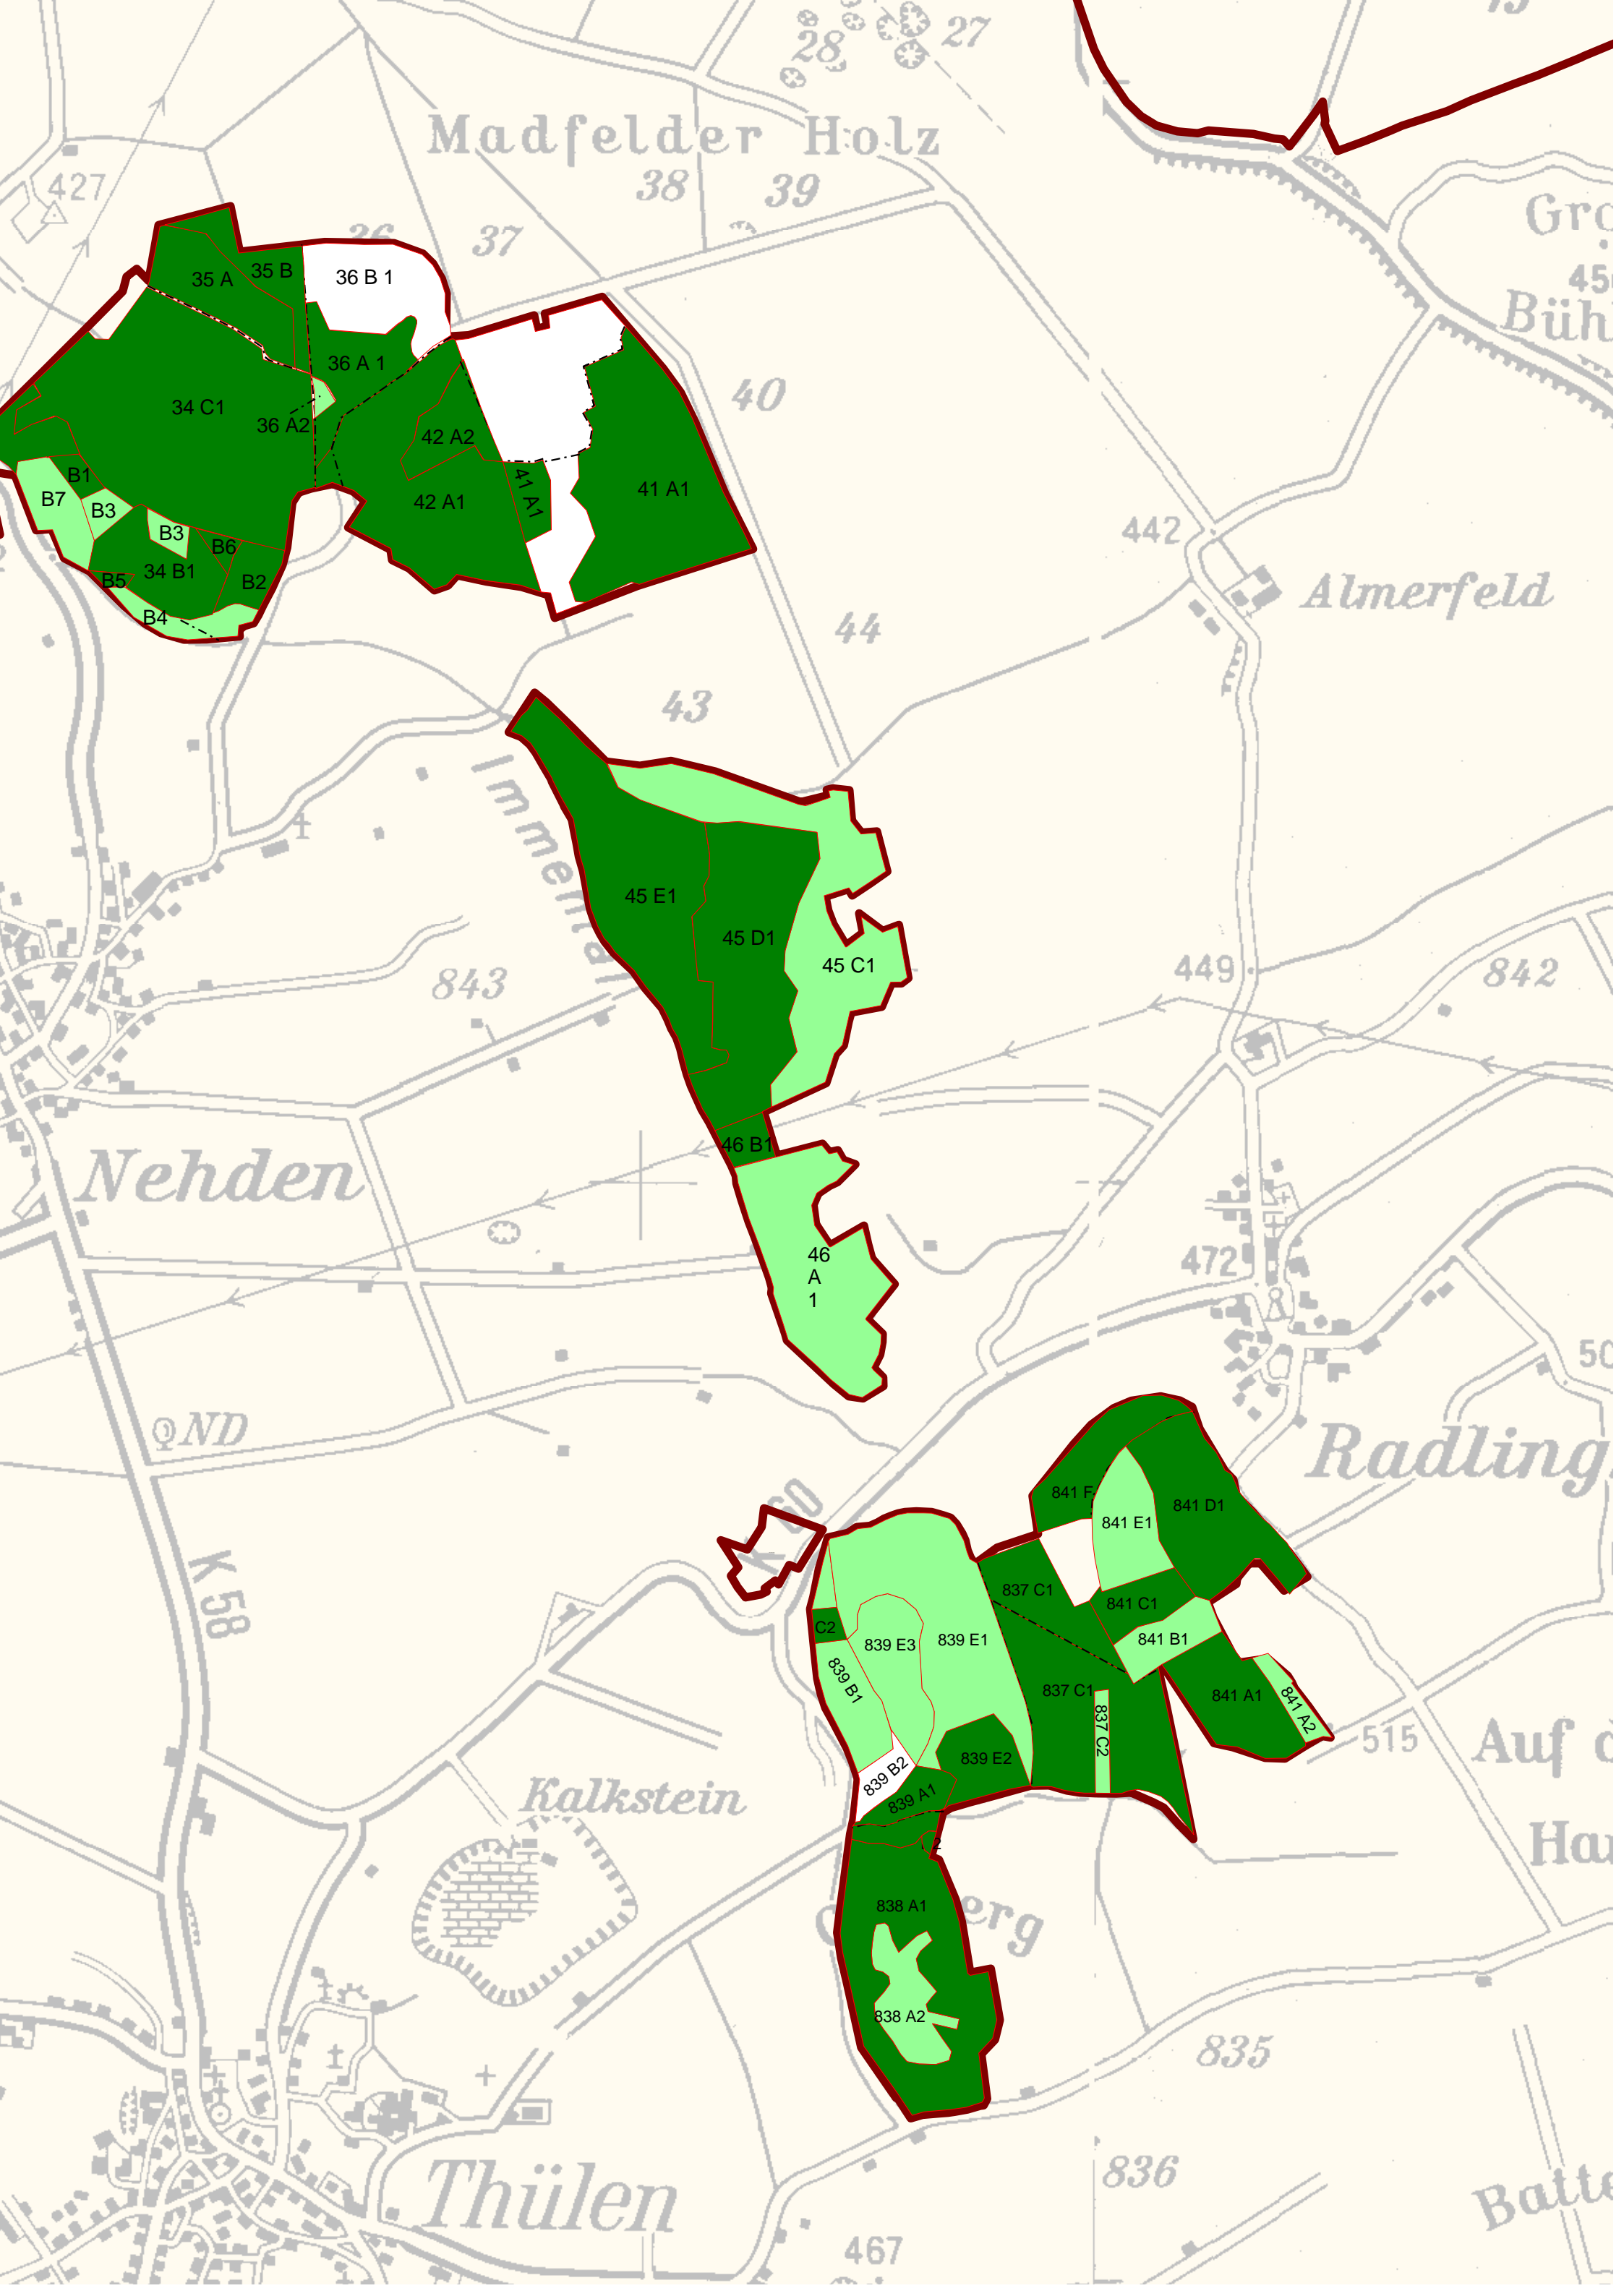 28
27
Madfelder Holz
427
38
39
37
36
35 A
35 B
36 B 1
36 A 1
34 C1
36 A2
40
42 A2
41 A1
41 A1
42 A1
B1
B7
B3
B3
B6
34 B1
B5
B2
B4
442
Almerfeld
44
43
Immental
45 E1
45 D1
45 C1
449
842
843
46 B1
Nehden
46
A
1
472
ND
K 60
K 58
841 E1
841 D1
837 C1
841 C1
C2
839 E3
839 E1
841 B1
839 B1
837 C1
841 A1
841 A2
837 C2
515
839 E2
839 B2
839 A1
Kalkstein
838 A1
838 A2
835
Thülen
836
467